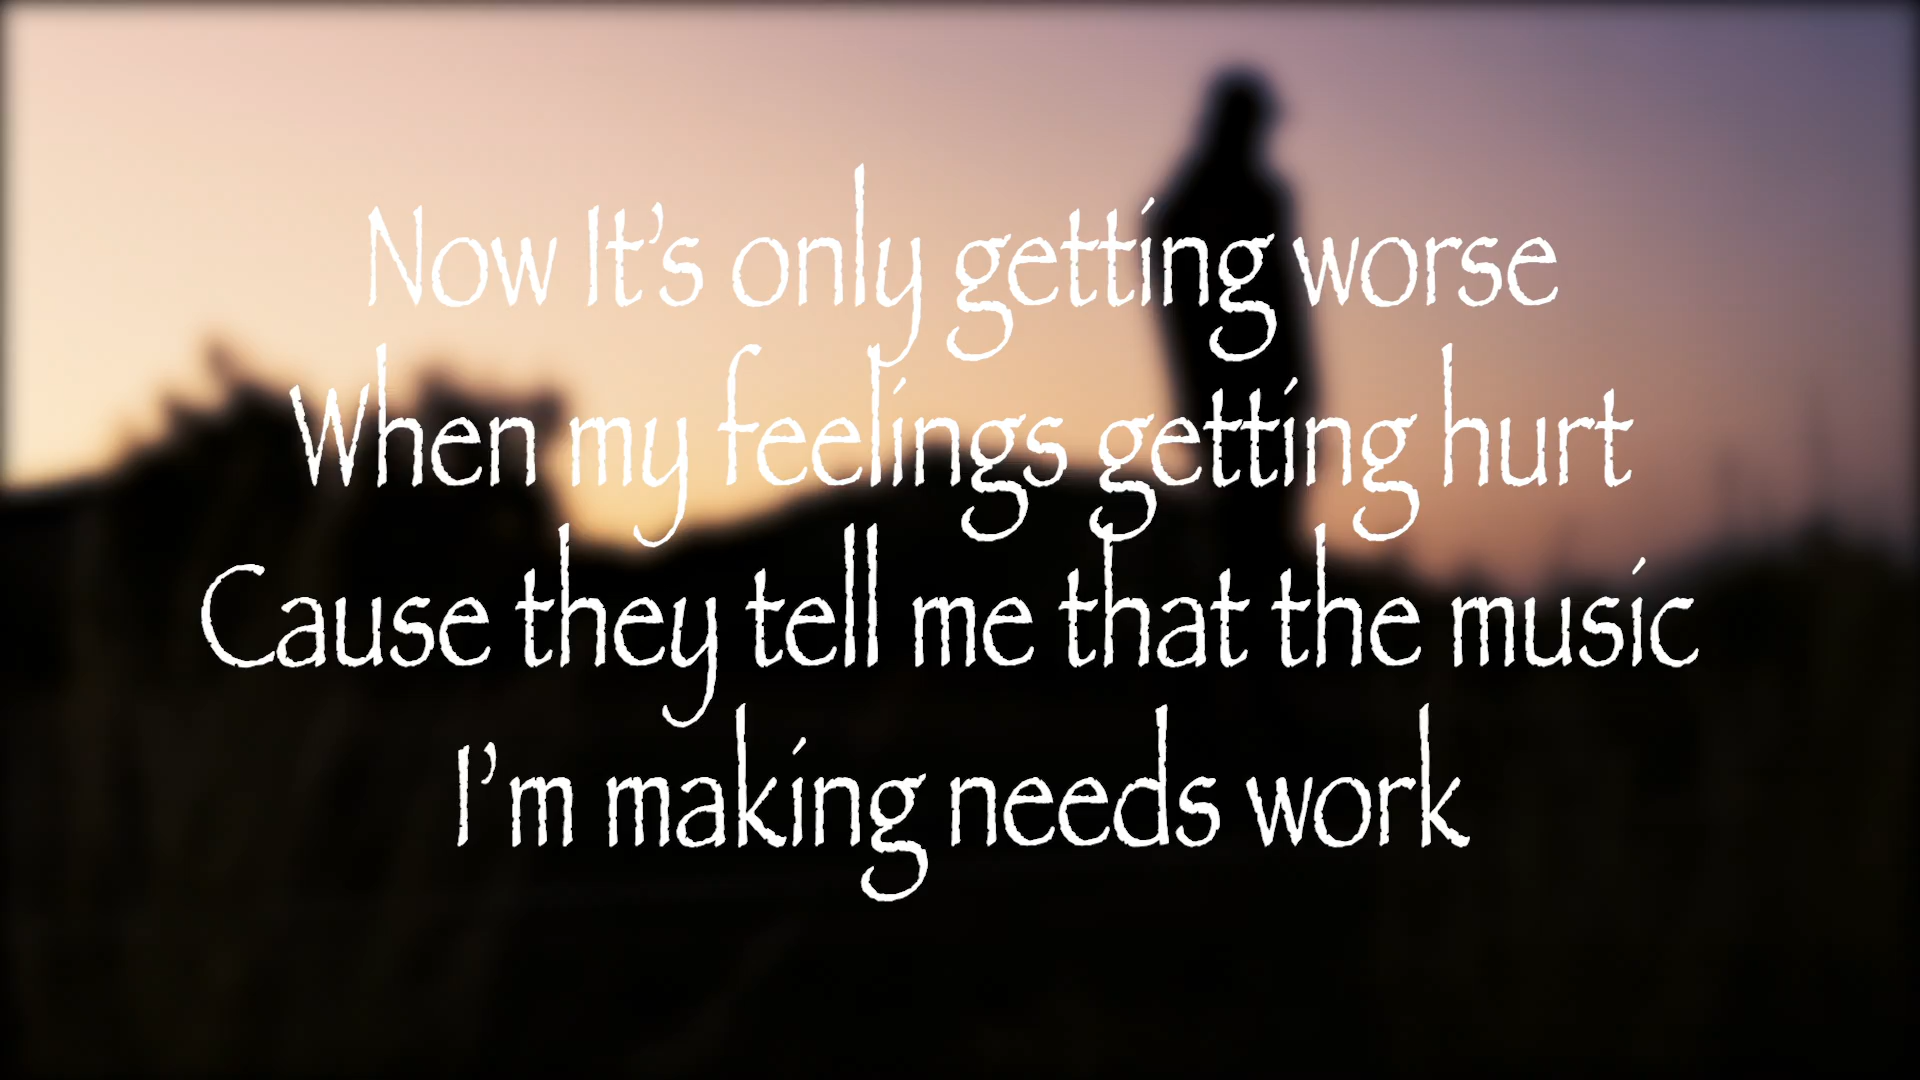 Now It's only getting worse
When my feelings getting hurt
Cause they tell me that the music
I'm making needs work